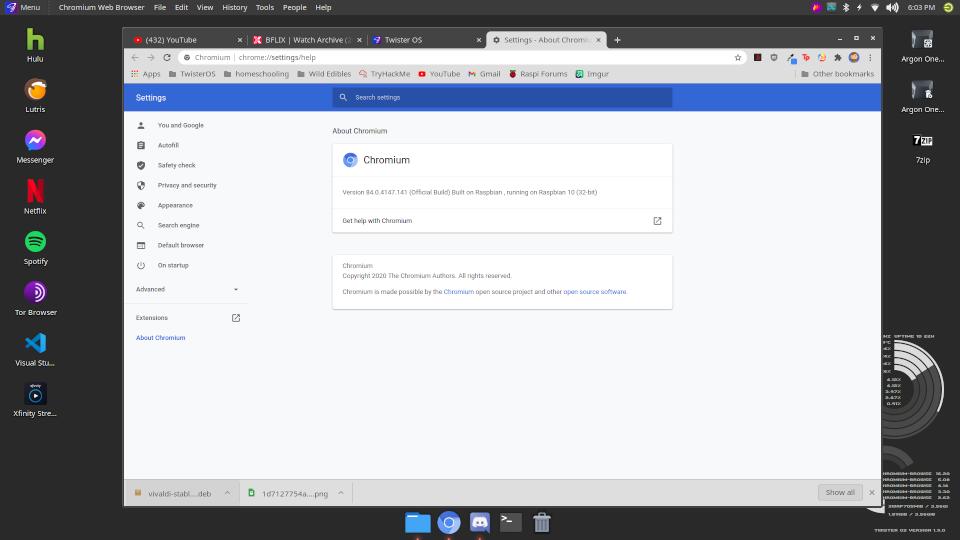 Menu Chromium Web Browser File Edit View History Tools People Help 6:03 PM
(432) YouTube BFLIX | Watch Archive (2 Twister OS Settings - About Chromi
Chromium chrome://settings/help
Apps TwisterOS homeschooling Wild Edibles TryHackMe YouTube Gmail Raspi Forums Imgur Other bookmarks
Settings
Search settings
You and Google
Autofill
Safety check
Privacy and security
Appearance
Search engine
Default browser
On startup
Advanced
Extensions
About Chromium
About Chromium
Chromium
Version 84.0.4147.141 (Official Build) Built on Raspbian , running on Raspbian 10 (32-bit)
Get help with Chromium
Chromium
Copyright 2020 The Chromium Authors. All rights reserved.
Chromium is made possible by the Chromium open source project and other open source software.
vivaldi-stabl....deb 1d7127754a....png Show all
Hulu
Lutris
Messenger
Netflix
Spotify
Tor Browser
Visual Stu...
xfinity
Xfinity Stre...
Argon One...
Argon One...
7ZIP
7zip
TWISTER OS VERSION 1.9.0